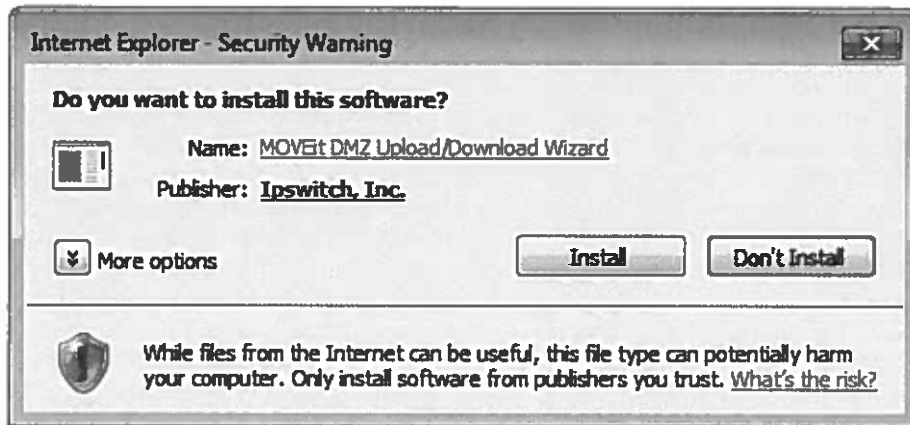 Internet Explorer - Security Warning
Do you want to install this software?
Name: MOVEit DMZ Upload/Download Wizard
Publisher: Ipswitch, Inc.
More options
Install
Don't Install
While files from the Internet can be useful, this file type can potentially harm
your computer. Only install software from publishers you trust. What's the risk?